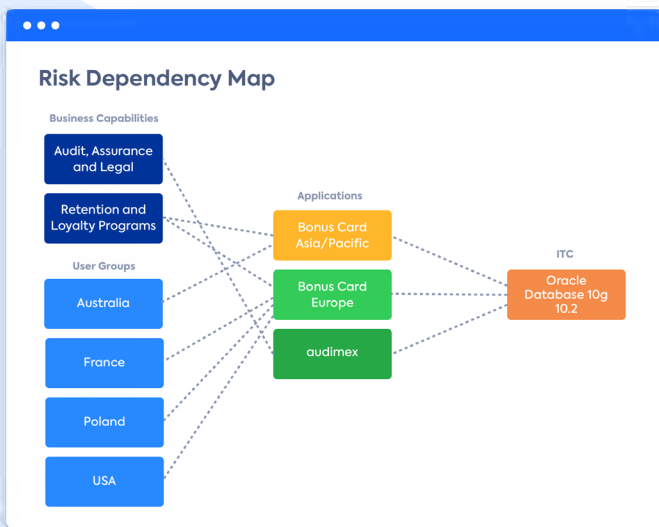 Risk Dependency Map
Business Capabilities
Audit, Assurance
and Legal
Retention and
Loyalty Programs
User Groups
Australia
France
Poland
USA
Applications
Bonus Card
Asia/Pacific
Bonus Card
Europe
audimex
ITC
Oracle
Database 10g
10.2